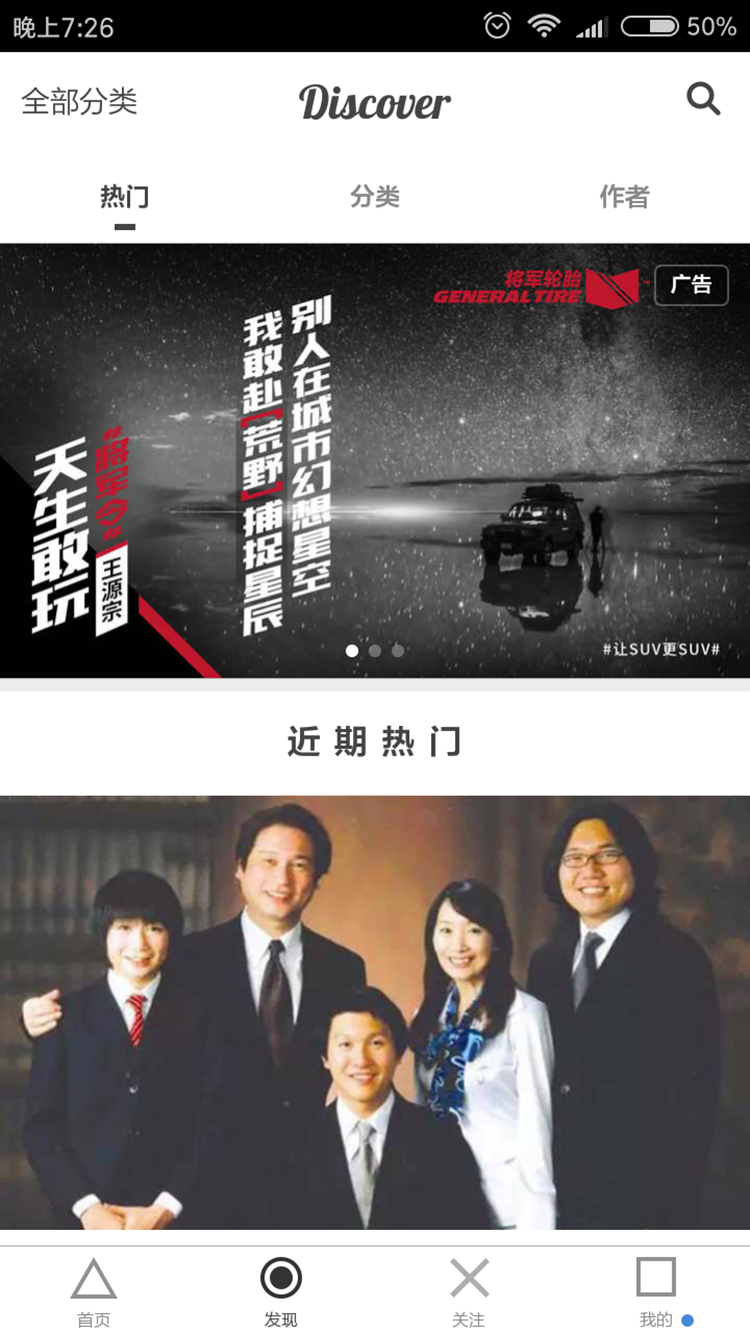 晚上7:26
50%
全部分类
Discover
热门
分类
作者
将军轮胎
GENERAL TIRE
广告
别人在城市幻想星空
我敢赴【荒野】捕捉星辰
#将军令#
王源宗
天生敢玩
#让SUV更SUV#
近期热门
首页
发现
关注
我的